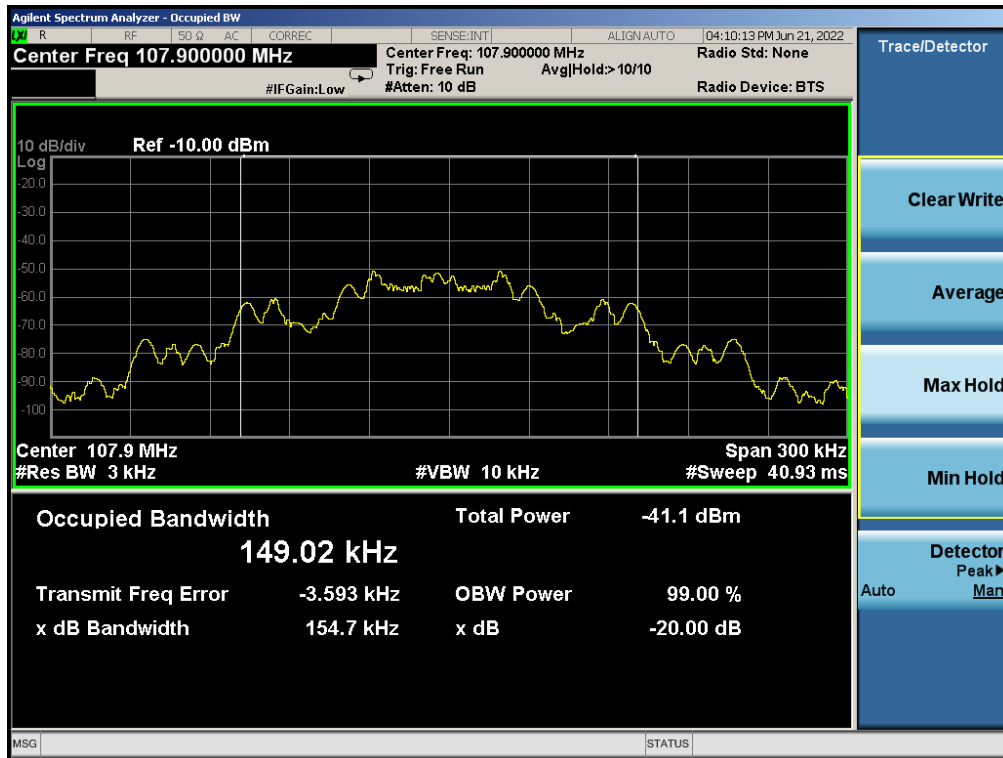 Agilent Spectrum Analyzer - Occupied BW
LXI R RF 50 Ω AC CORREC SENSE:INT ALIGN AUTO 04:10:13 PM Jun 21, 2022
Center Freq 107.900000 MHz
Center Freq: 107.900000 MHz Radio Std: None
Trig: Free Run Avg|Hold:>10/10
#IFGain:Low #Atten: 10 dB Radio Device: BTS
10 dB/div Ref -10.00 dBm
Log
-20.0
-30.0
-40.0
-50.0
-60.0
-70.0
-80.0
-90.0
-100
Center 107.9 MHz Span 300 kHz
#Res BW 3 kHz #VBW 10 kHz #Sweep 40.93 ms
Occupied Bandwidth Total Power -41.1 dBm
149.02 kHz
Transmit Freq Error -3.593 kHz OBW Power 99.00 %
x dB Bandwidth 154.7 kHz x dB -20.00 dB
MSG STATUS
Trace/Detector
Clear Write
Average
Max Hold
Min Hold
Detector
Peak▶
Auto Man